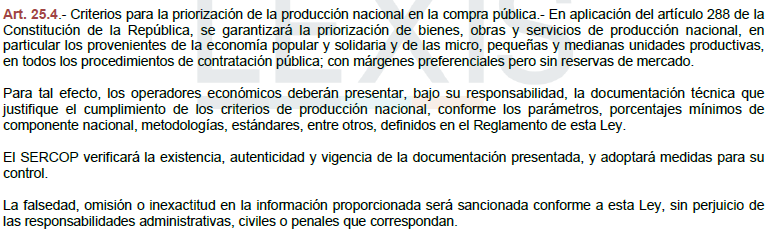 Art. 25.4.- Criterios para la priorización de la producción nacional en la compra pública.- En aplicación del artículo 288 de la
Constitución de la República, se garantizará la priorización de bienes, obras y servicios de producción nacional, en
particular los provenientes de la economía popular y solidaria y de las micro, pequeñas y medianas unidades productivas,
en todos los procedimientos de contratación pública; con márgenes preferenciales pero sin reservas de mercado.
Para tal efecto, los operadores económicos deberán presentar, bajo su responsabilidad, la documentación técnica que
justifique el cumplimiento de los criterios de producción nacional, conforme los parámetros, porcentajes mínimos de
componente nacional, metodologías, estándares, entre otros, definidos en el Reglamento de esta Ley.
El SERCOP verificará la existencia, autenticidad y vigencia de la documentación presentada, y adoptará medidas para su
control.
La falsedad, omisión o inexactitud en la información proporcionada será sancionada conforme a esta Ley, sin perjuicio de
las responsabilidades administrativas, civiles o penales que correspondan.
LEXIS